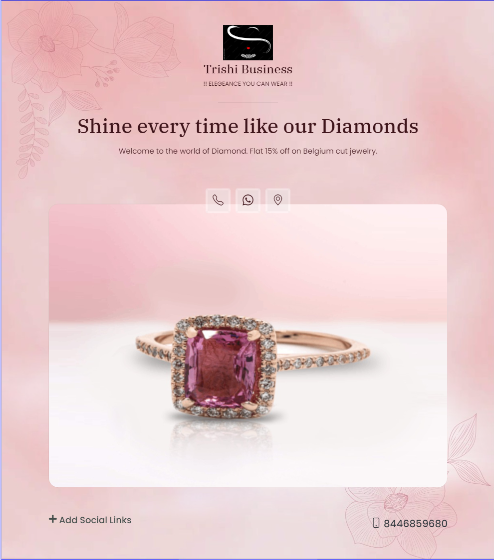 Trishi Business
!! ELEGEANCE YOU CAN WEAR !!
Shine every time like our Diamonds
Welcome to the world of Diamond. Flat 15% off on Belgium cut jewelry.
+ Add Social Links
8446859680